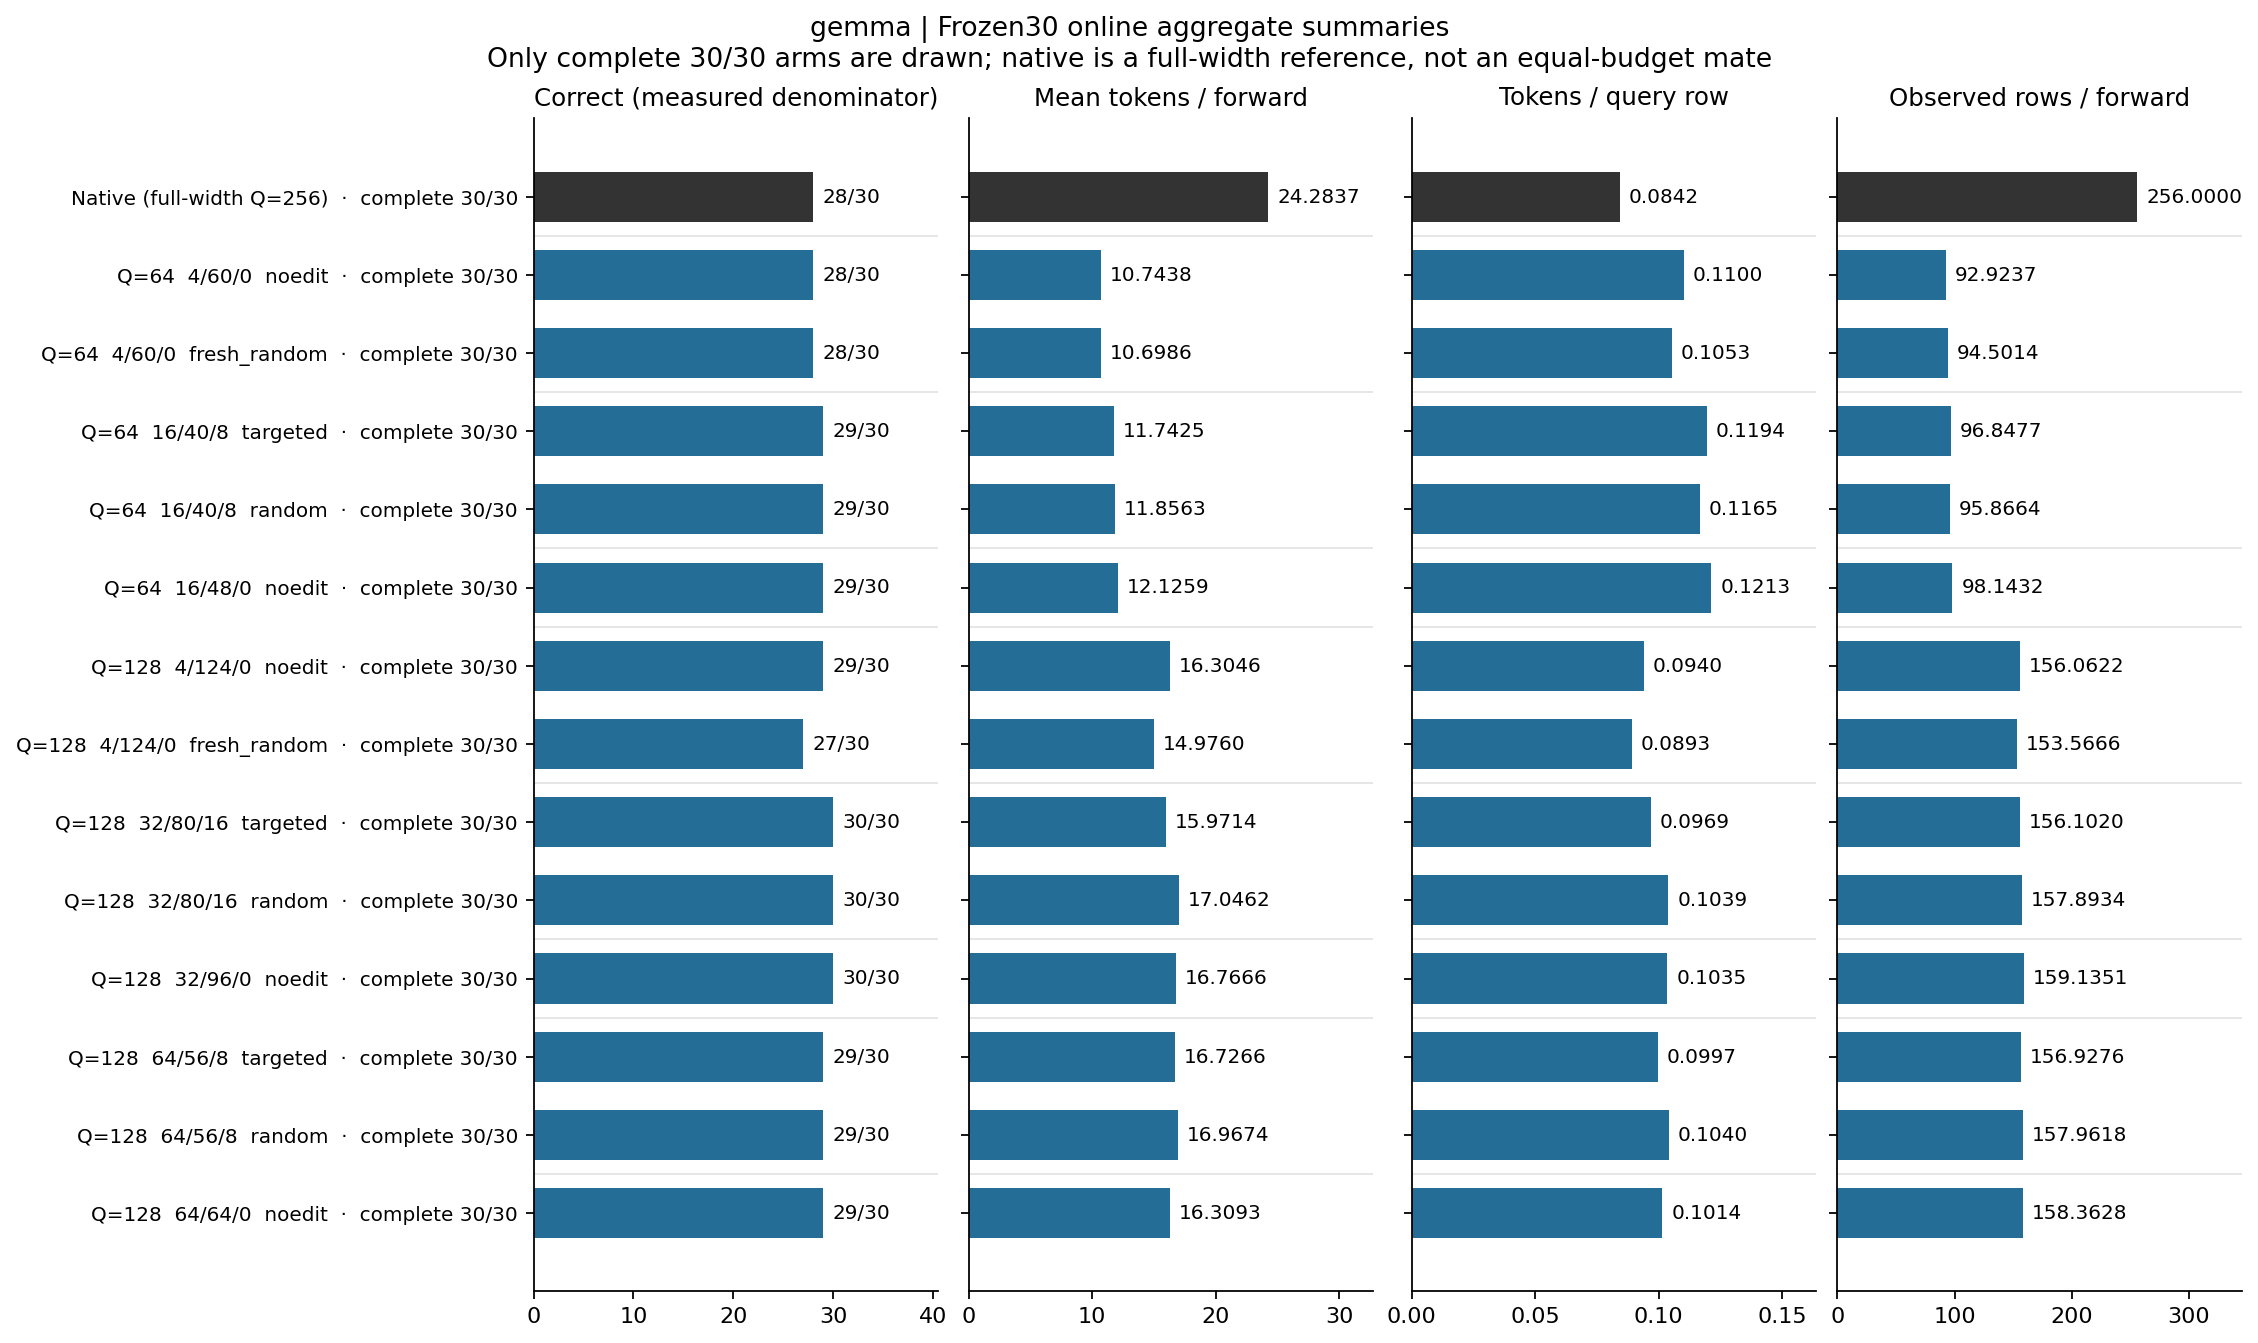 gemma | Frozen30 online aggregate summaries
Only complete 30/30 arms are drawn; native is a full-width reference, not an equal-budget mate
Correct (measured denominator) Mean tokens / forward Tokens / query row Observed rows / forward
Native (full-width Q=256) · complete 30/30 28/30 24.2837 0.0842 256.0000
Q=64 4/60/0 noedit · complete 30/30 28/30 10.7438 0.1100 92.9237
Q=64 4/60/0 fresh_random · complete 30/30 28/30 10.6986 0.1053 94.5014
Q=64 16/40/8 targeted · complete 30/30 29/30 11.7425 0.1194 96.8477
Q=64 16/40/8 random · complete 30/30 29/30 11.8563 0.1165 95.8664
Q=64 16/48/0 noedit · complete 30/30 29/30 12.1259 0.1213 98.1432
Q=128 4/124/0 noedit · complete 30/30 29/30 16.3046 0.0940 156.0622
Q=128 4/124/0 fresh_random · complete 30/30 27/30 14.9760 0.0893 153.5666
Q=128 32/80/16 targeted · complete 30/30 30/30 15.9714 0.0969 156.1020
Q=128 32/80/16 random · complete 30/30 30/30 17.0462 0.1039 157.8934
Q=128 32/96/0 noedit · complete 30/30 30/30 16.7666 0.1035 159.1351
Q=128 64/56/8 targeted · complete 30/30 29/30 16.7266 0.0997 156.9276
Q=128 64/56/8 random · complete 30/30 29/30 16.9674 0.1040 157.9618
Q=128 64/64/0 noedit · complete 30/30 29/30 16.3093 0.1014 158.3628
0 10 20 30 40 0 10 20 30 0.00 0.05 0.10 0.15 0 100 200 300